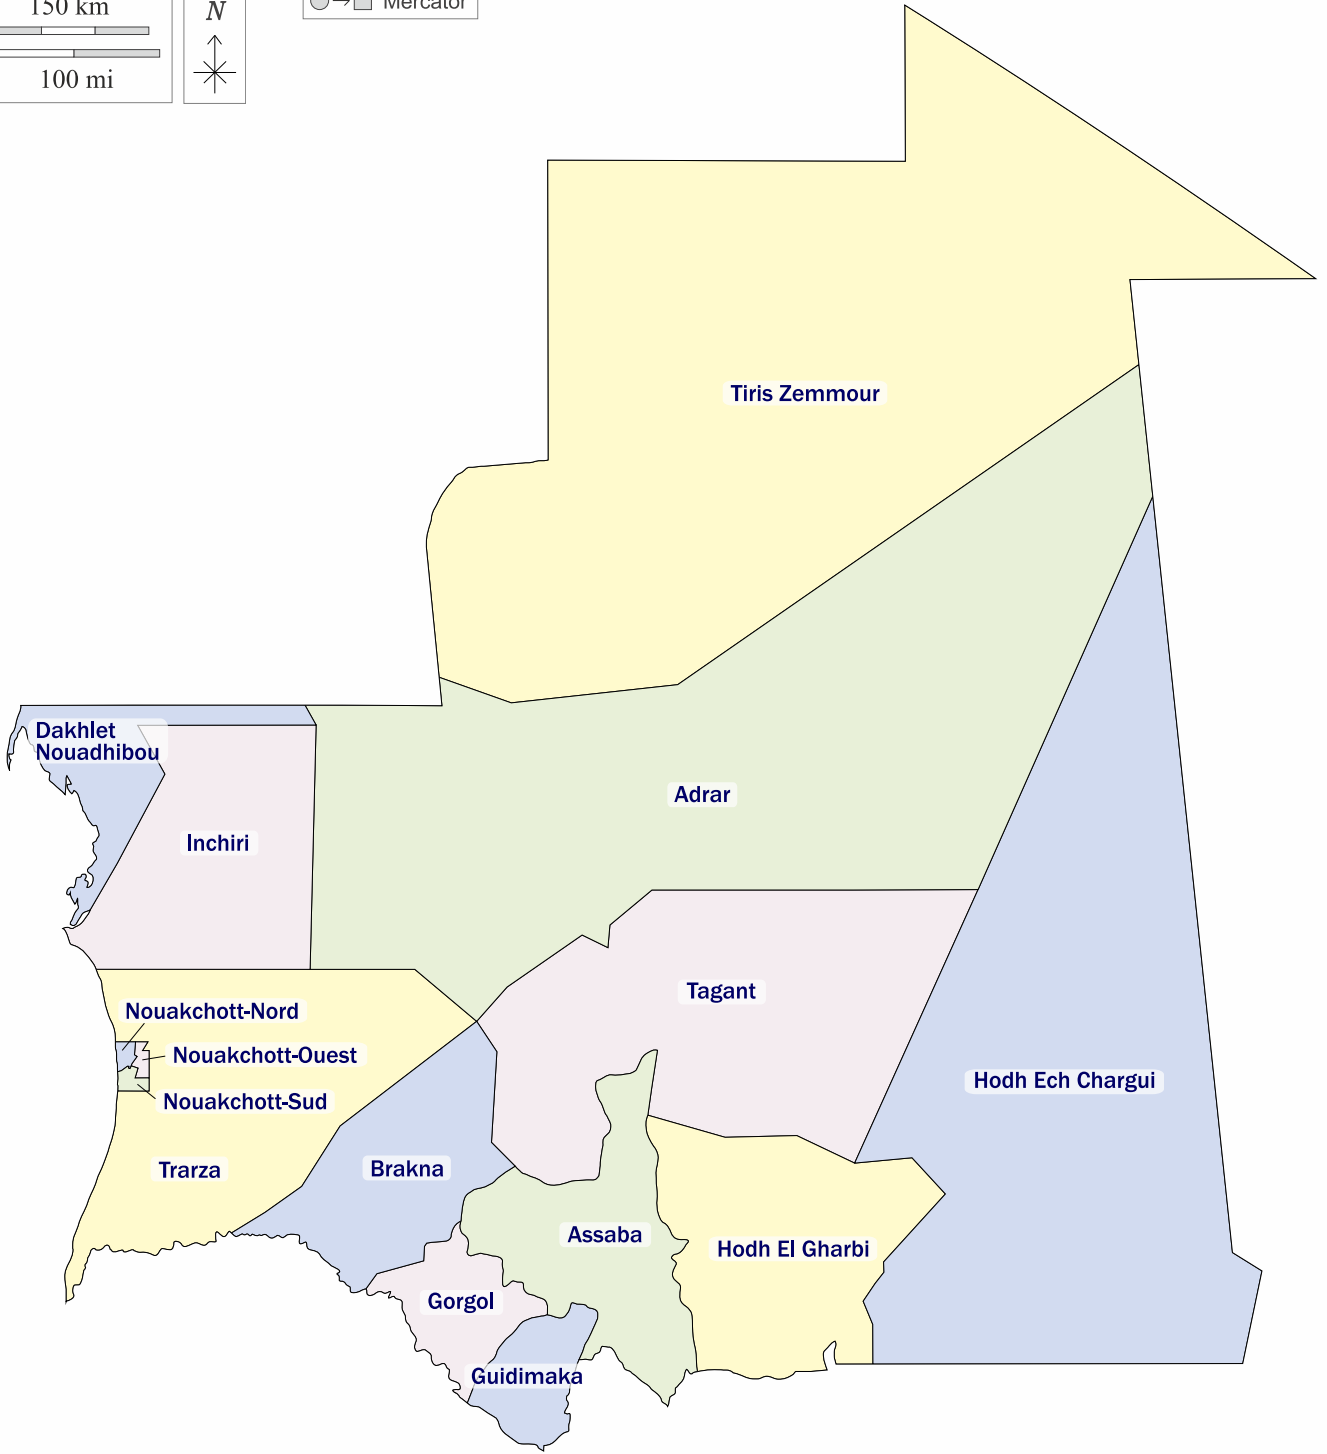 150 km
100 mi
N
Mercator
Tiris Zemmour
Dakhlet
Nouadhibou
Adrar
Inchiri
Tagant
Nouakchott-Nord
Nouakchott-Ouest
Hodh Ech Chargui
Nouakchott-Sud
Brakna
Trarza
Assaba
Hodh El Gharbi
Gorgol
Guidimaka